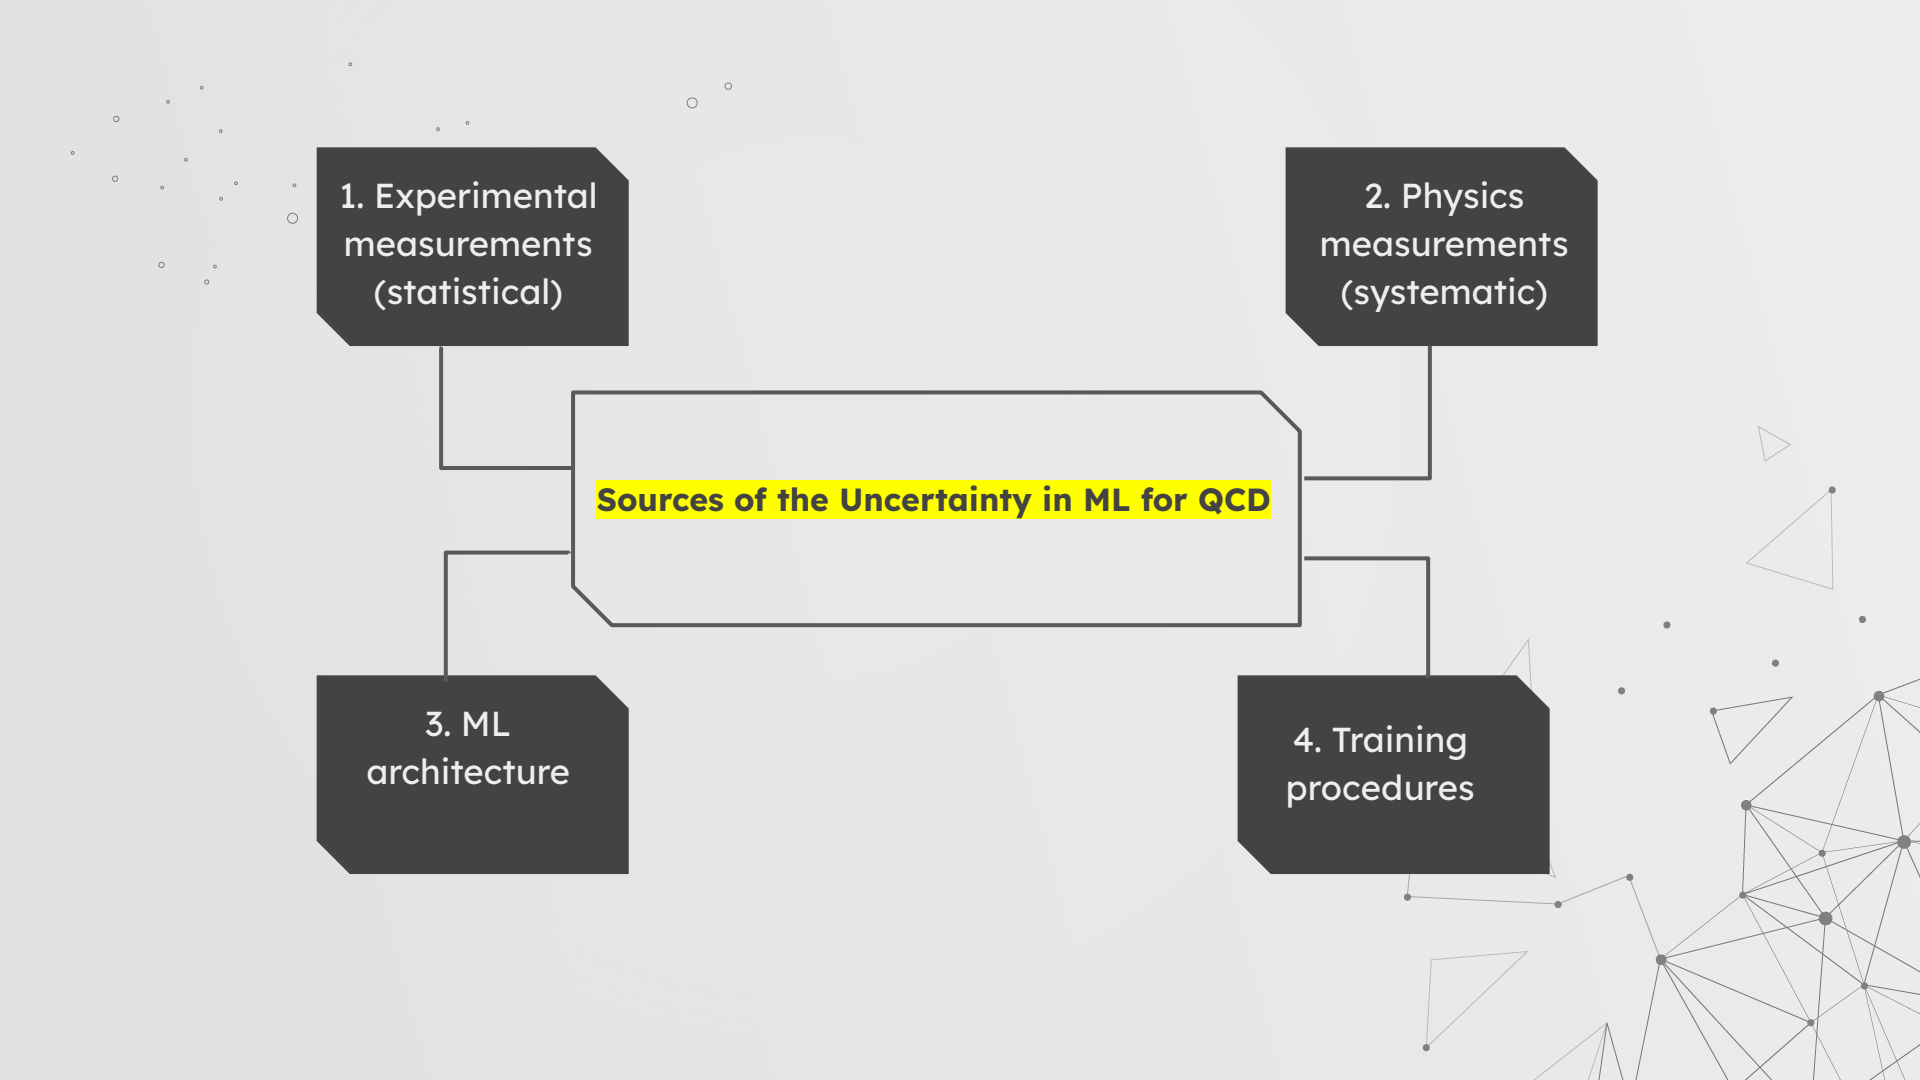 1. Experimental
measurements
(statistical)
2. Physics
measurements
(systematic)
Sources of the Uncertainty in ML for QCD
3. ML
architecture
4. Training
procedures